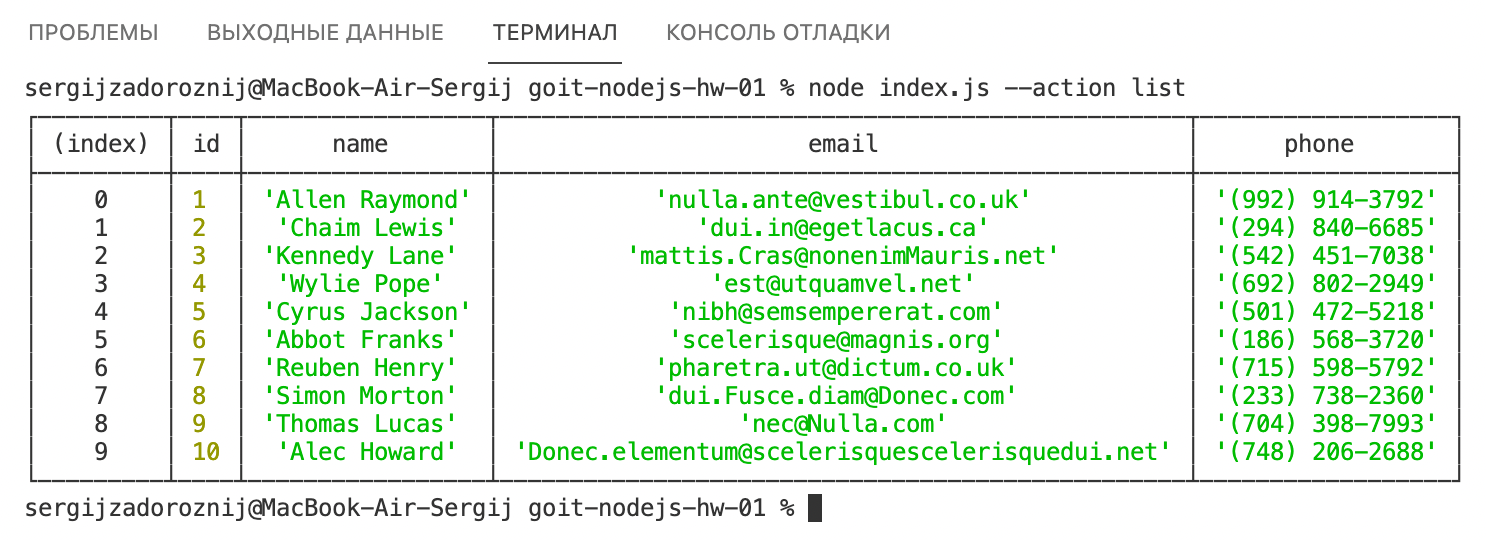 ПРОБЛЕМЫ ВЫХОДНЫЕ ДАННЫЕ ТЕРМИНАЛ КОНСОЛЬ ОТЛАДКИ
sergijzadoroznij@MacBook-Air-Sergij goit-nodejs-hw-01 % node index.js --action list
(index) id name email phone
0 1 'Allen Raymond' 'nulla.ante@vestibul.co.uk' '(992) 914-3792'
1 2 'Chaim Lewis' 'dui.in@egetlacus.ca' '(294) 840-6685'
2 3 'Kennedy Lane' 'mattis.Cras@nonenimMauris.net' '(542) 451-7038'
3 4 'Wylie Pope' 'est@utquamvel.net' '(692) 802-2949'
4 5 'Cyrus Jackson' 'nibh@semsempererat.com' '(501) 472-5218'
5 6 'Abbot Franks' 'scelerisque@magnis.org' '(186) 568-3720'
6 7 'Reuben Henry' 'pharetra.ut@dictum.co.uk' '(715) 598-5792'
7 8 'Simon Morton' 'dui.Fusce.diam@Donec.com' '(233) 738-2360'
8 9 'Thomas Lucas' 'nec@Nulla.com' '(704) 398-7993'
9 10 'Alec Howard' 'Donec.elementum@scelerisquescelerisquedui.net' '(748) 206-2688'
sergijzadoroznij@MacBook-Air-Sergij goit-nodejs-hw-01 %